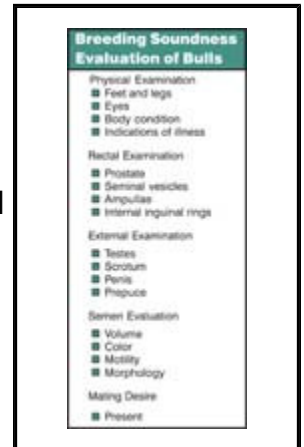 Breeding Soundness
Evaluation of Bulls
Physical Examination
Feet and legs
Eyes
Body condition
Indications of illness
Rectal Examination
Prostate
Seminal vesicles
Ampullae
Internal inguinal rings
External Examination
Testes
Scrotum
Penis
Prepuce
Semen Evaluation
Volume
Color
Motility
Morphology
Mating Desire
Present